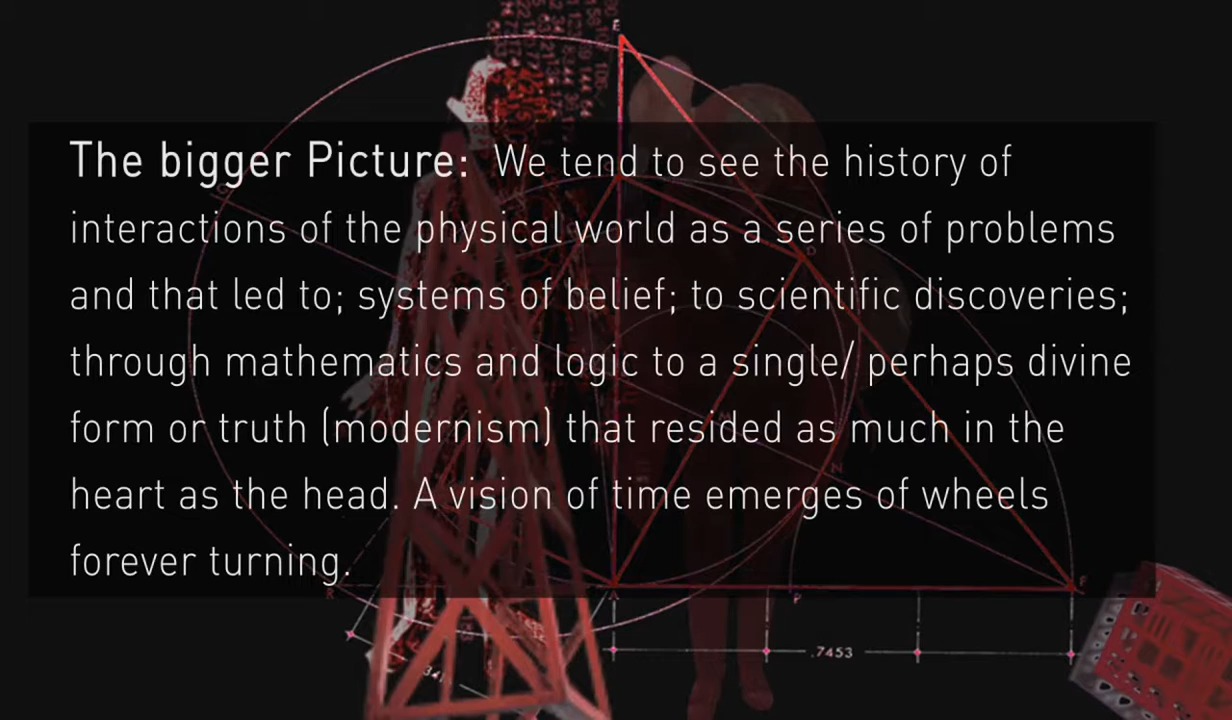 E
The bigger Picture: We tend to see the history of
interactions of the physical world as a series of problems
and that led to; systems of belief; to scientific discoveries;
through mathematics and logic to a single/ perhaps divine
form or truth (modernism) that resided as much in the
heart as the head. A vision of time emerges of wheels
forever turning.
D
N
R
A
P
F
.7453